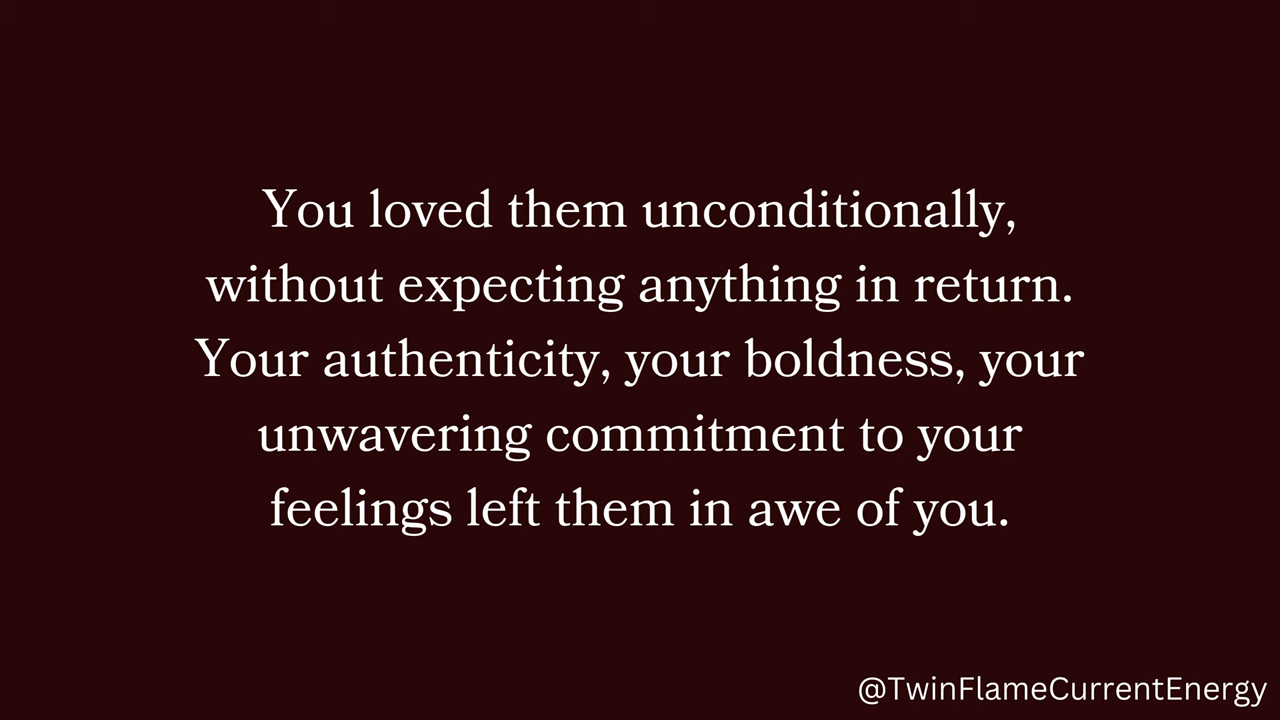 You loved them unconditionally,
without expecting anything in return.
Your authenticity, your boldness, your
unwavering commitment to your
feelings left them in awe of you.
@TwinFlameCurrentEnergy